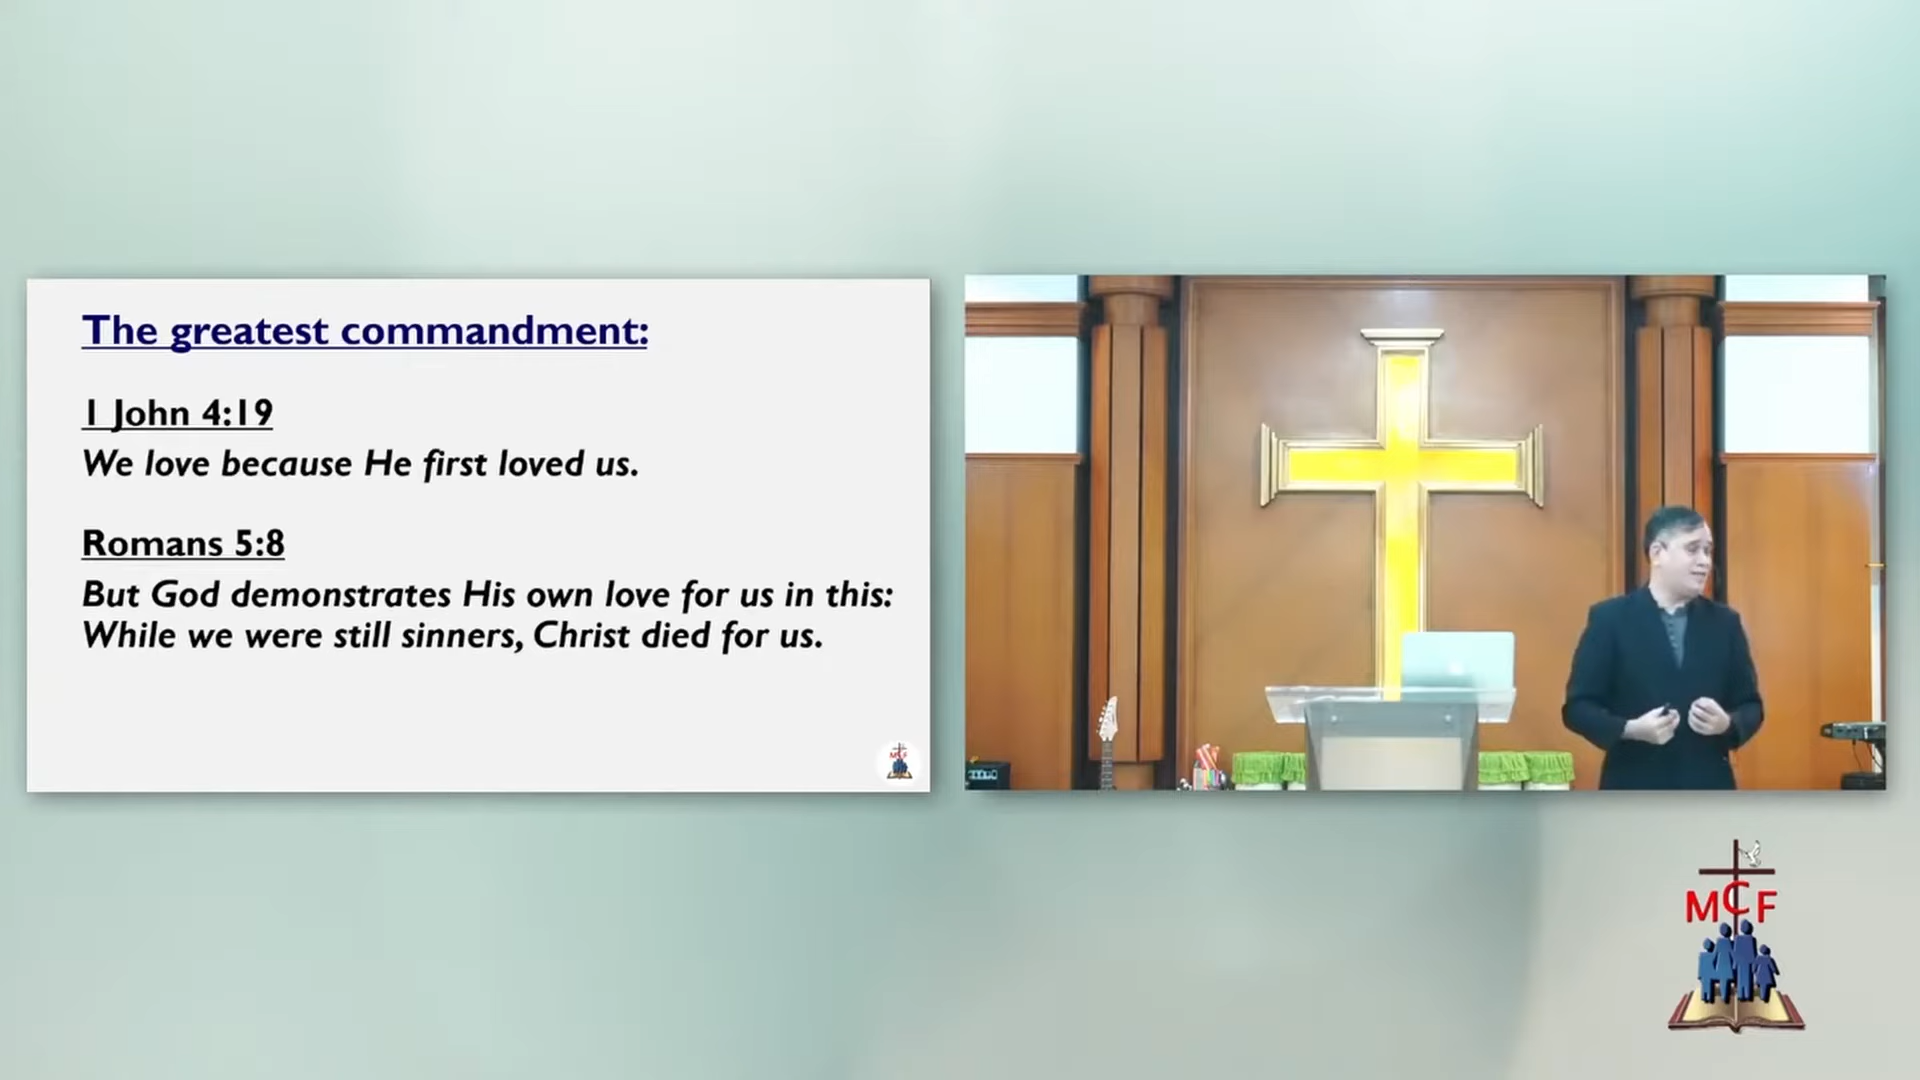 The greatest commandment:
1 John 4:19
We love because He first loved us.
Romans 5:8
But God demonstrates His own love for us in this:
While we were still sinners, Christ died for us.
MCF
MCF